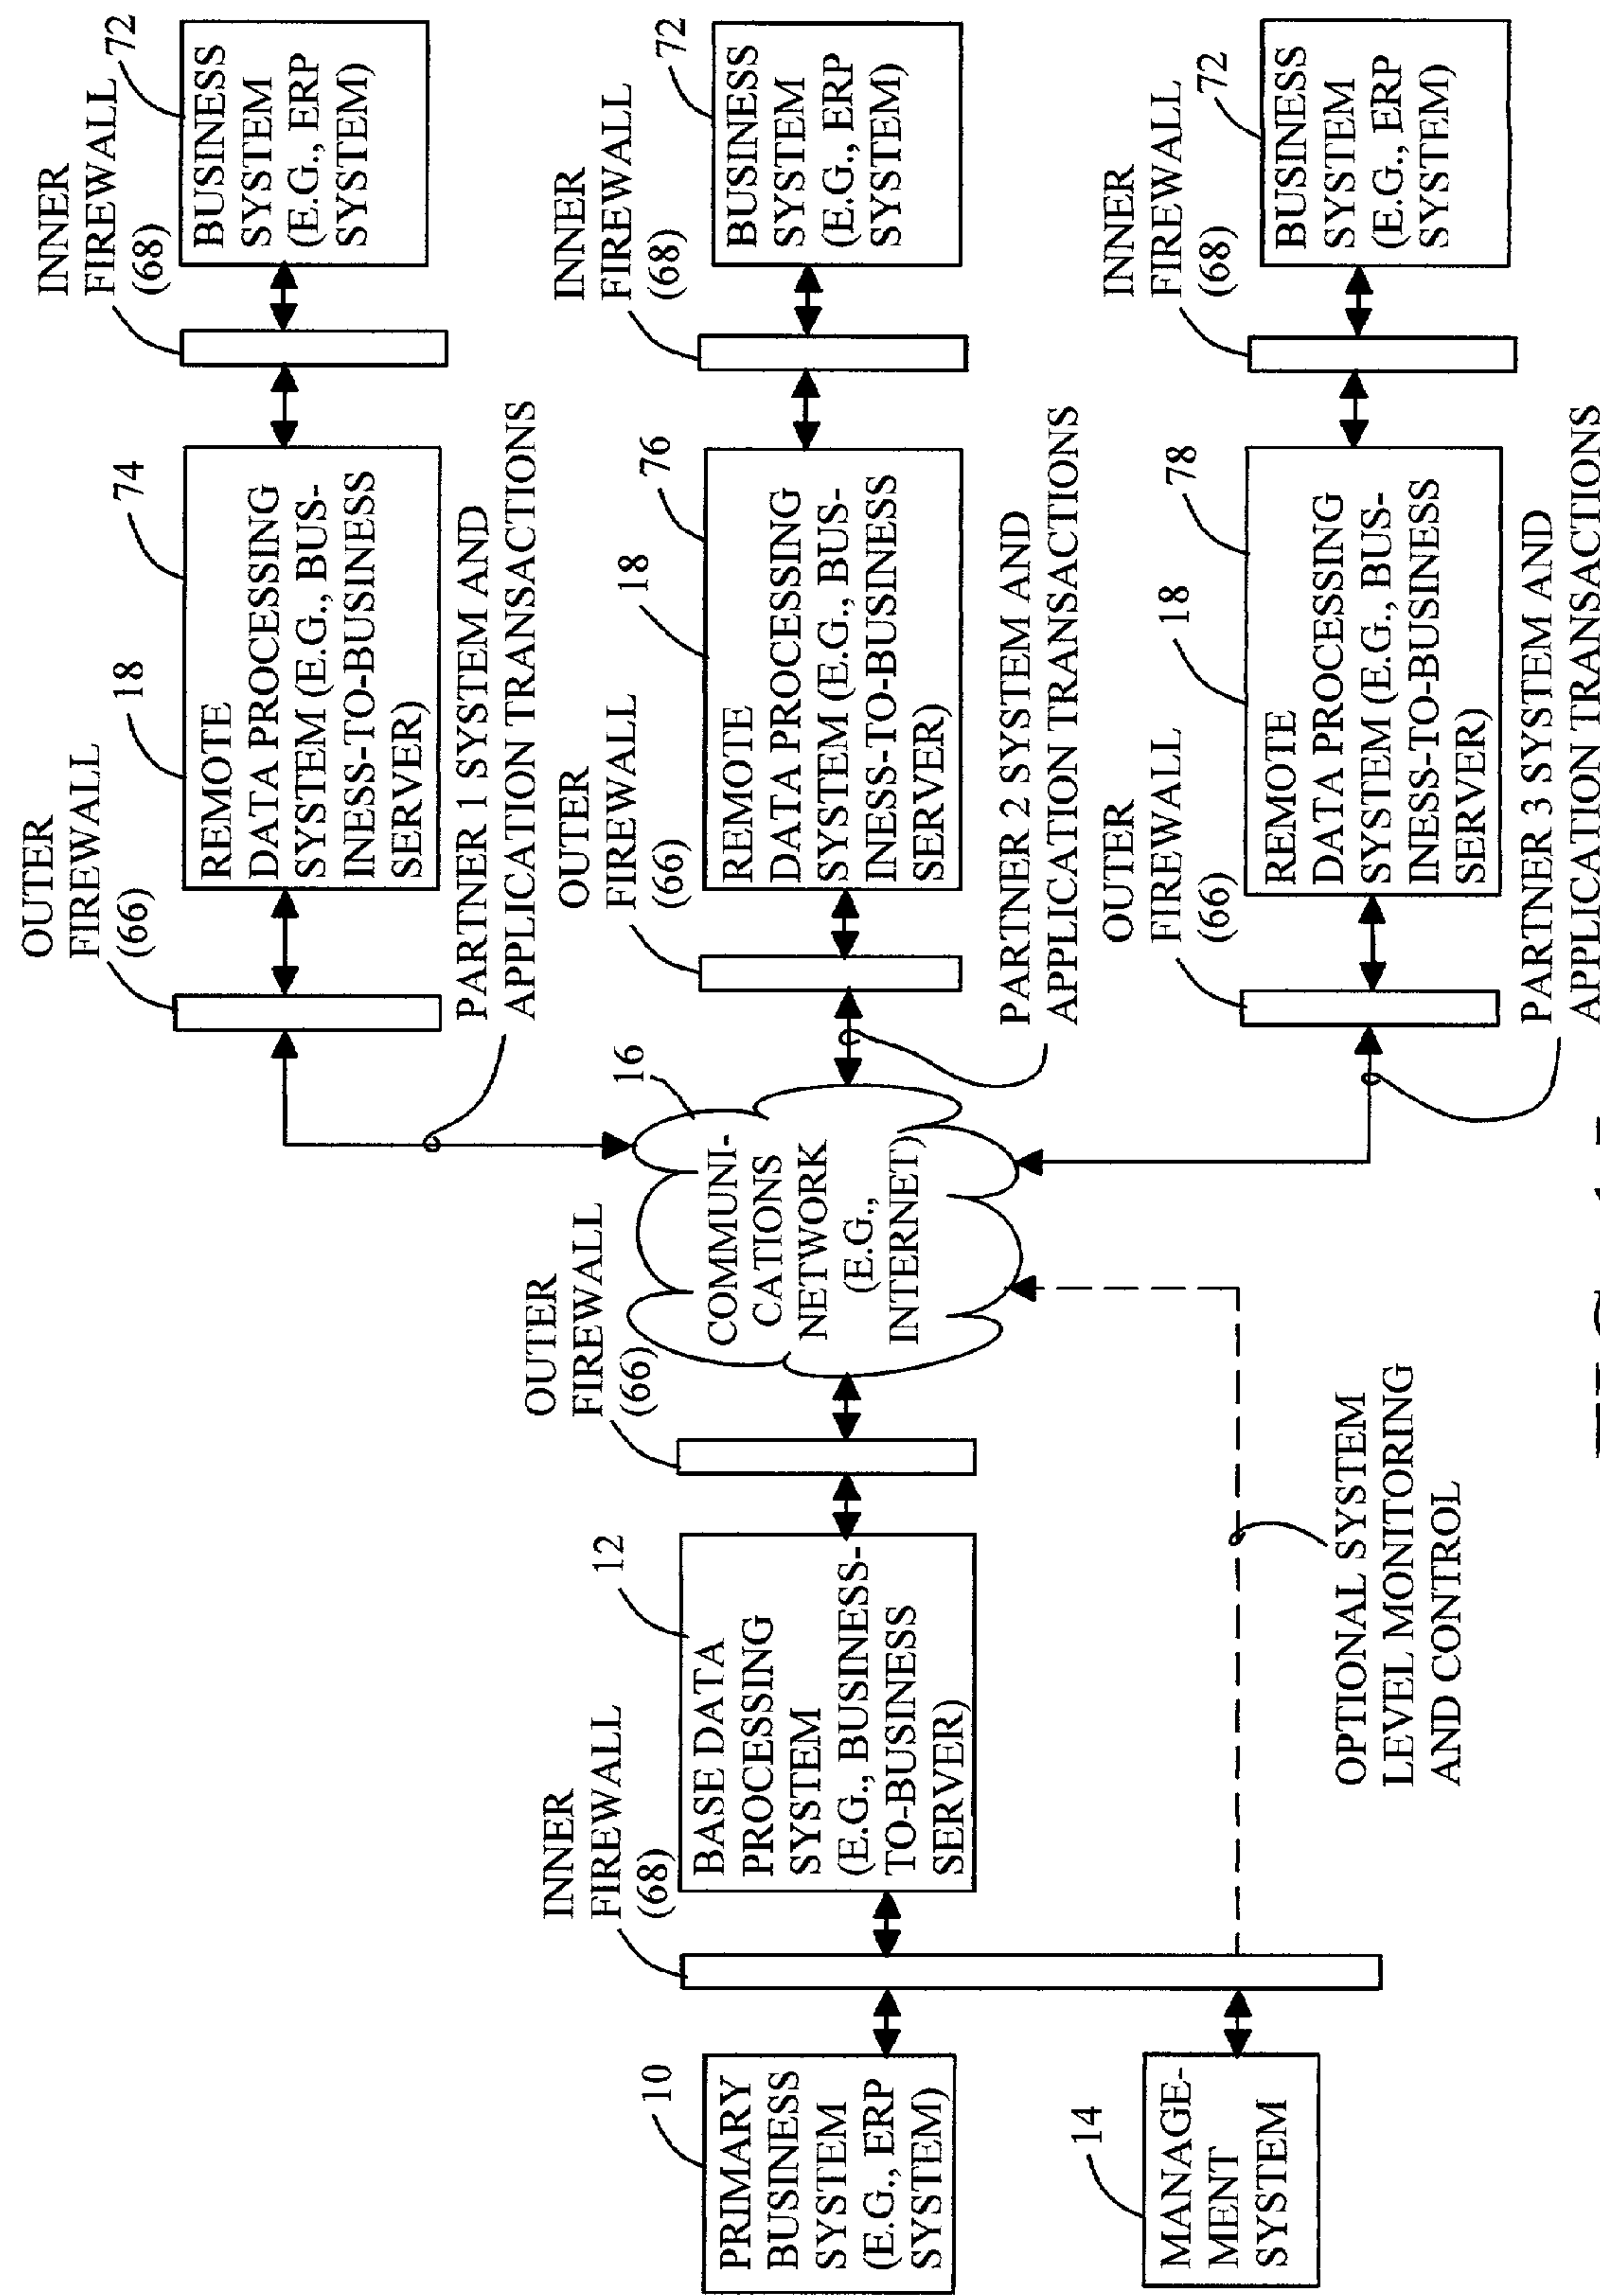 INNER
FIREWALL
(68)
72
BUSINESS
SYSTEM
(E.G., ERP
SYSTEM)
OUTER
FIREWALL
(66)
18
74
REMOTE
DATA PROCESSING
SYSTEM (E.G., BUS-
INESS-TO-BUSINESS
SERVER)
PARTNER 1 SYSTEM AND
APPLICATION TRANSACTIONS
INNER
FIREWALL
(68)
72
BUSINESS
SYSTEM
(E.G., ERP
SYSTEM)
OUTER
FIREWALL
(66)
18
76
REMOTE
DATA PROCESSING
SYSTEM (E.G., BUS-
INESS-TO-BUSINESS
SERVER)
PARTNER 2 SYSTEM AND
APPLICATION TRANSACTIONS
INNER
FIREWALL
(68)
72
BUSINESS
SYSTEM
(E.G., ERP
SYSTEM)
OUTER
FIREWALL
(66)
18
78
REMOTE
DATA PROCESSING
SYSTEM (E.G., BUS-
INESS-TO-BUSINESS
SERVER)
PARTNER 3 SYSTEM AND
APPLICATION TRANSACTIONS
16
COMMUNI-
CATIONS
NETWORK
(E.G.,
INTERNET)
OUTER
FIREWALL
(66)
12
BASE DATA
PROCESSING
SYSTEM
(E.G., BUSINESS-
TO-BUSINESS
SERVER)
INNER
FIREWALL
(68)
10
PRIMARY
BUSINESS
SYSTEM
(E.G., ERP
SYSTEM)
14
MANAGE-
MENT
SYSTEM
OPTIONAL SYSTEM
LEVEL MONITORING
AND CONTROL